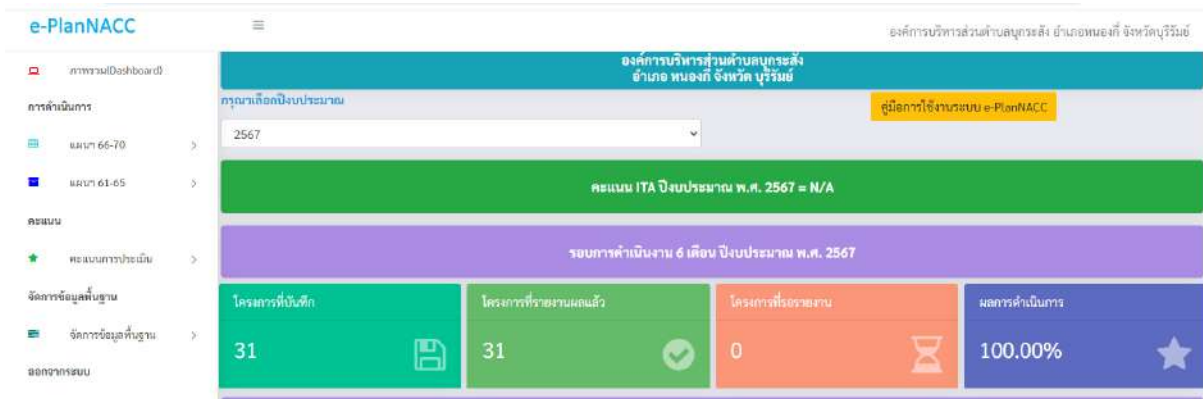 e-PlanNACC
องค์การบริหารส่วนตำบลบุกระสัง อำเภอหนองกี่ จังหวัดบุรีรัมย์
ภาพรวม(Dashboard)
การดำเนินการ
แผนฯ 66-70
แผนฯ 61-65
คะแนน
คะแนนการประเมิน
จัดการข้อมูลพื้นฐาน
จัดการข้อมูลพื้นฐาน
ออกจากระบบ
องค์การบริหารส่วนตำบลบุกระสัง
อำเภอ หนองกี่ จังหวัด บุรีรัมย์
กรุณาเลือกปีงบประมาณ
คู่มือการใช้งานระบบ e-PlanNACC
2567
คะแนน ITA ปีงบประมาณ พ.ศ. 2567 = N/A
รอบการดำเนินงาน 6 เดือน ปีงบประมาณ พ.ศ. 2567
โครงการที่บันทึก
31
โครงการที่รายงานผลแล้ว
31
โครงการที่รอรายงาน
0
ผลการดำเนินการ
100.00%